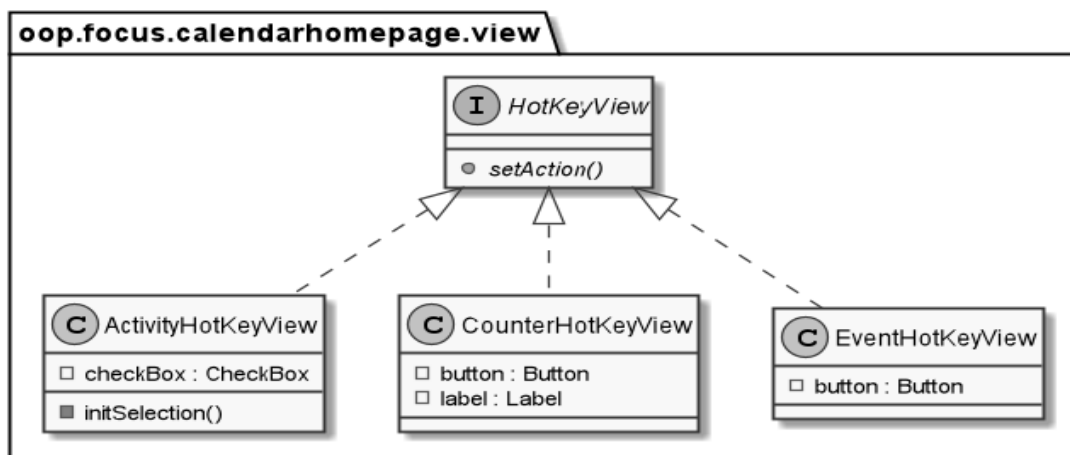 oop.focus.calendarhomepage.view
I HotKeyView
setAction()
C ActivityHotKeyView
checkBox : CheckBox
initSelection()
C CounterHotKeyView
button : Button
label : Label
C EventHotKeyView
button : Button